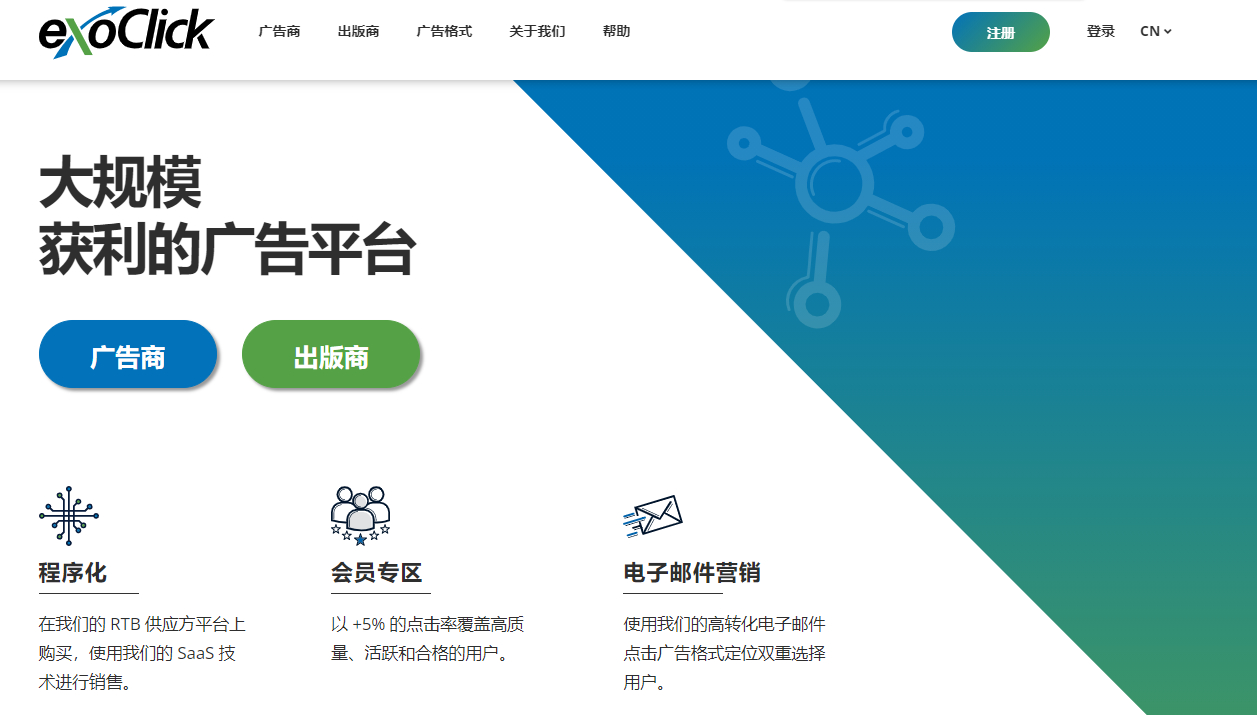 exoClick
广告商 出版商 广告格式 关于我们 帮助 注册 登录 CN
大规模
获利的广告平台
广告商 出版商
程序化
在我们的 RTB 供应方平台上
购买，使用我们的 SaaS 技
术进行销售。
会员专区
以 +5% 的点击率覆盖高质
量、活跃和合格的用户。
电子邮件营销
使用我们的高转化电子邮件
点击广告格式定位双重选择
用户。